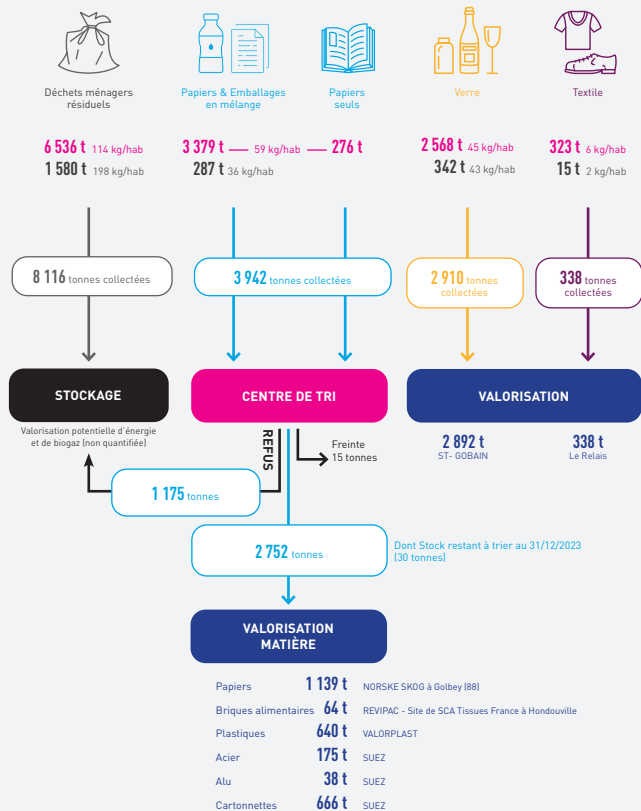 Déchets ménagers
résiduels
Papiers & Emballages
en mélange
Papiers
seuls
Verre
Textile
6 536 t 114 kg/hab
1 580 t 198 kg/hab
3 379 t 59 kg/hab 276 t
287 t 36 kg/hab
2 568 t 45 kg/hab
342 t 43 kg/hab
323 t 6 kg/hab
15 t 2 kg/hab
8 116 tonnes collectées
3 942 tonnes collectées
2 910 tonnes
collectées
338 tonnes
collectées
STOCKAGE
CENTRE DE TRI
VALORISATION
Valorisation potentielle d'énergie
et de biogaz (non quantifiée)
REFUS
Freinte
15 tonnes
2 892 t
ST- GOBAIN
338 t
Le Relais
1 175 tonnes
2 752 tonnes
Dont Stock restant à trier au 31/12/2023
(30 tonnes)
VALORISATION
MATIÈRE
Papiers 1 139 t NORSKE SKOG à Golbey (88)
Briques alimentaires 64 t REVIPAC - Site de SCA Tissues France à Hondouville
Plastiques 640 t VALORPLAST
Acier 175 t SUEZ
Alu 38 t SUEZ
Cartonnettes 666 t SUEZ